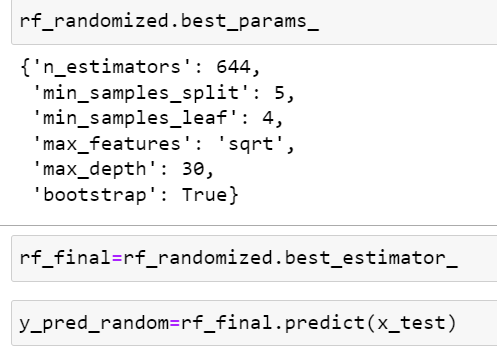 rf_randomized.best_params_
{'n_estimators': 644,
 'min_samples_split': 5,
 'min_samples_leaf': 4,
 'max_features': 'sqrt',
 'max_depth': 30,
 'bootstrap': True}
rf_final=rf_randomized.best_estimator_
y_pred_random=rf_final.predict(x_test)